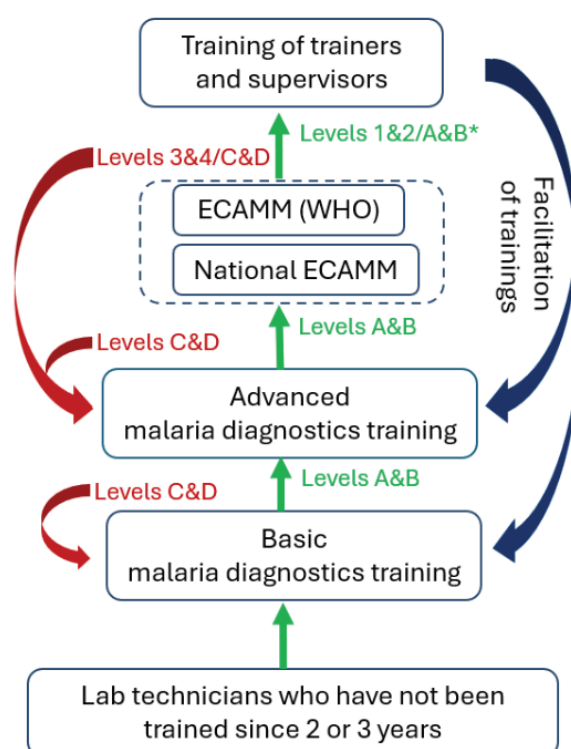 Training of trainers
and supervisors
Levels 1&2/A&B*
Levels 3&4/C&D
ECAMM (WHO)
National ECAMM
Facilitation
of trainings
Levels A&B
Levels C&D
Advanced
malaria diagnostics training
Levels A&B
Levels C&D
Basic
malaria diagnostics training
Lab technicians who have not been
trained since 2 or 3 years